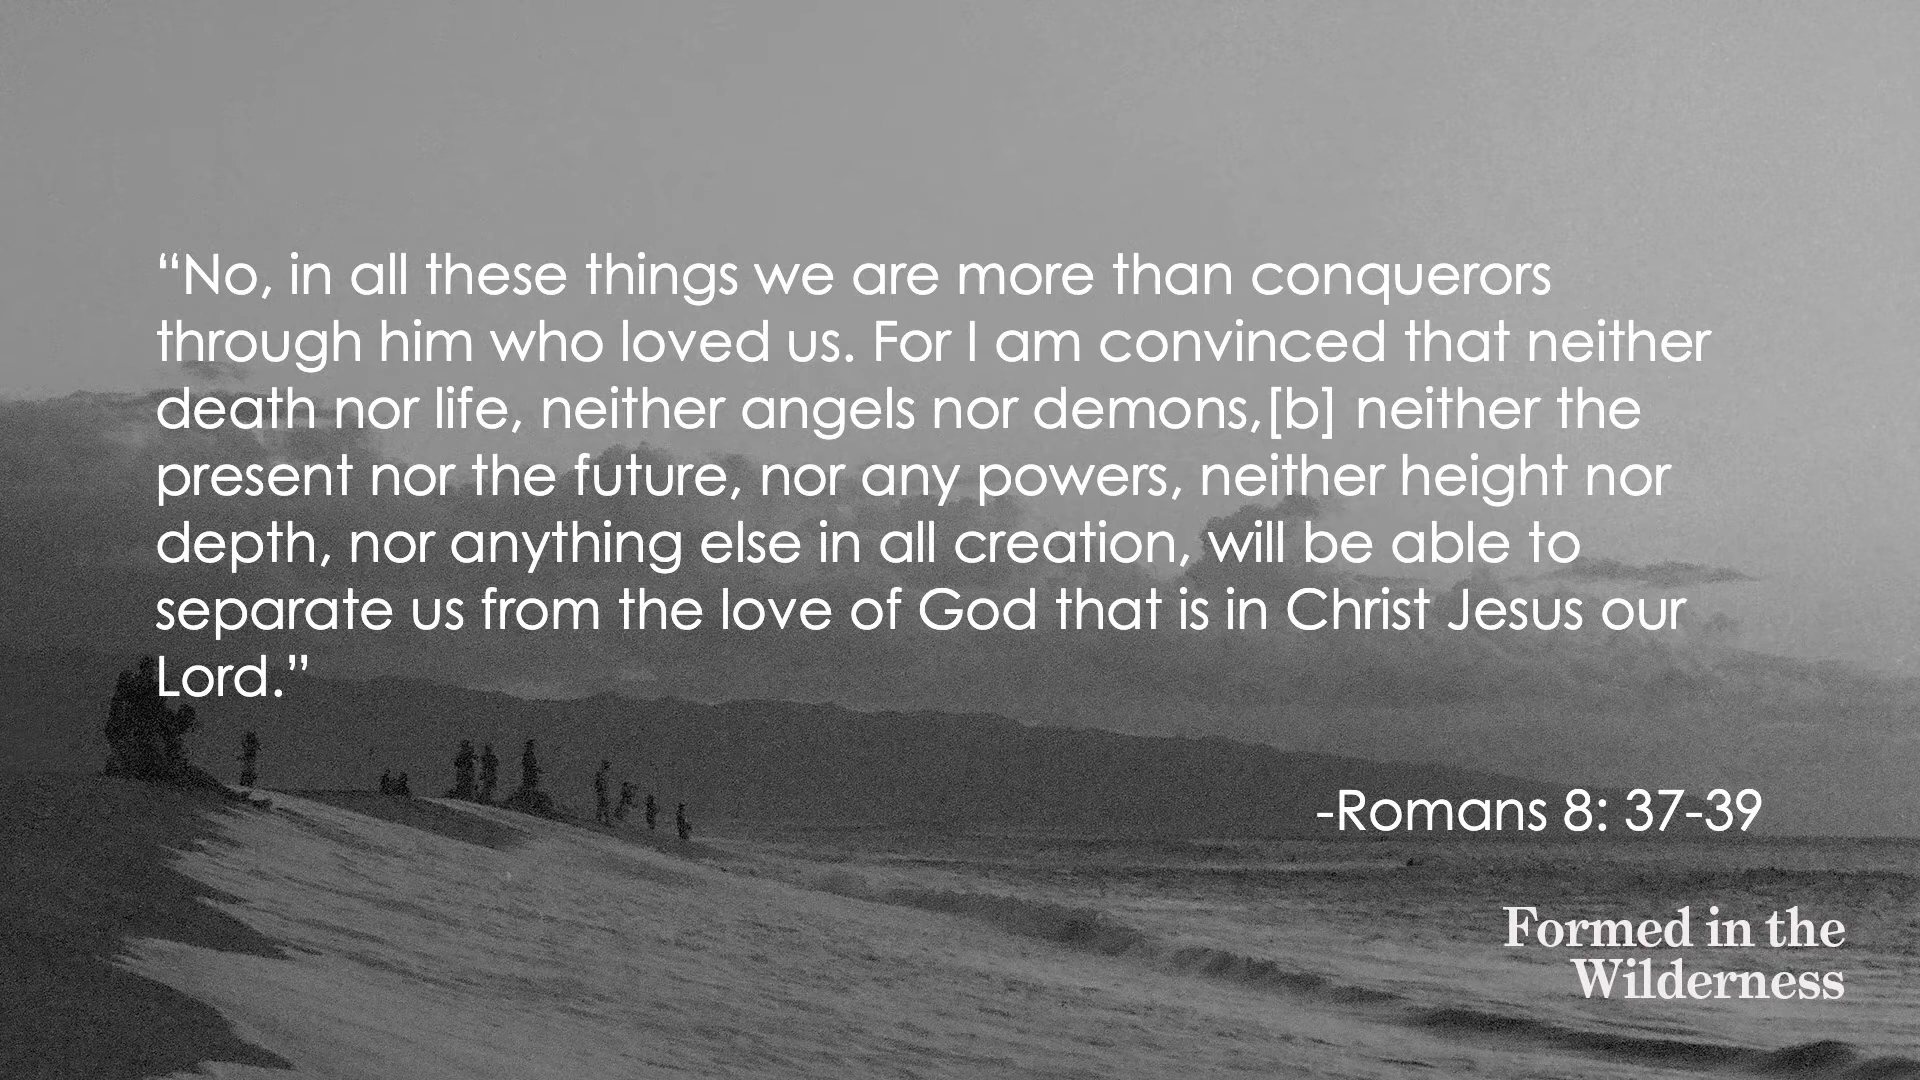 “No, in all these things we are more than conquerors
through him who loved us. For I am convinced that neither
death nor life, neither angels nor demons,[b] neither the
present nor the future, nor any powers, neither height nor
depth, nor anything else in all creation, will be able to
separate us from the love of God that is in Christ Jesus our
Lord.”
-Romans 8: 37-39
Formed in the
Wilderness